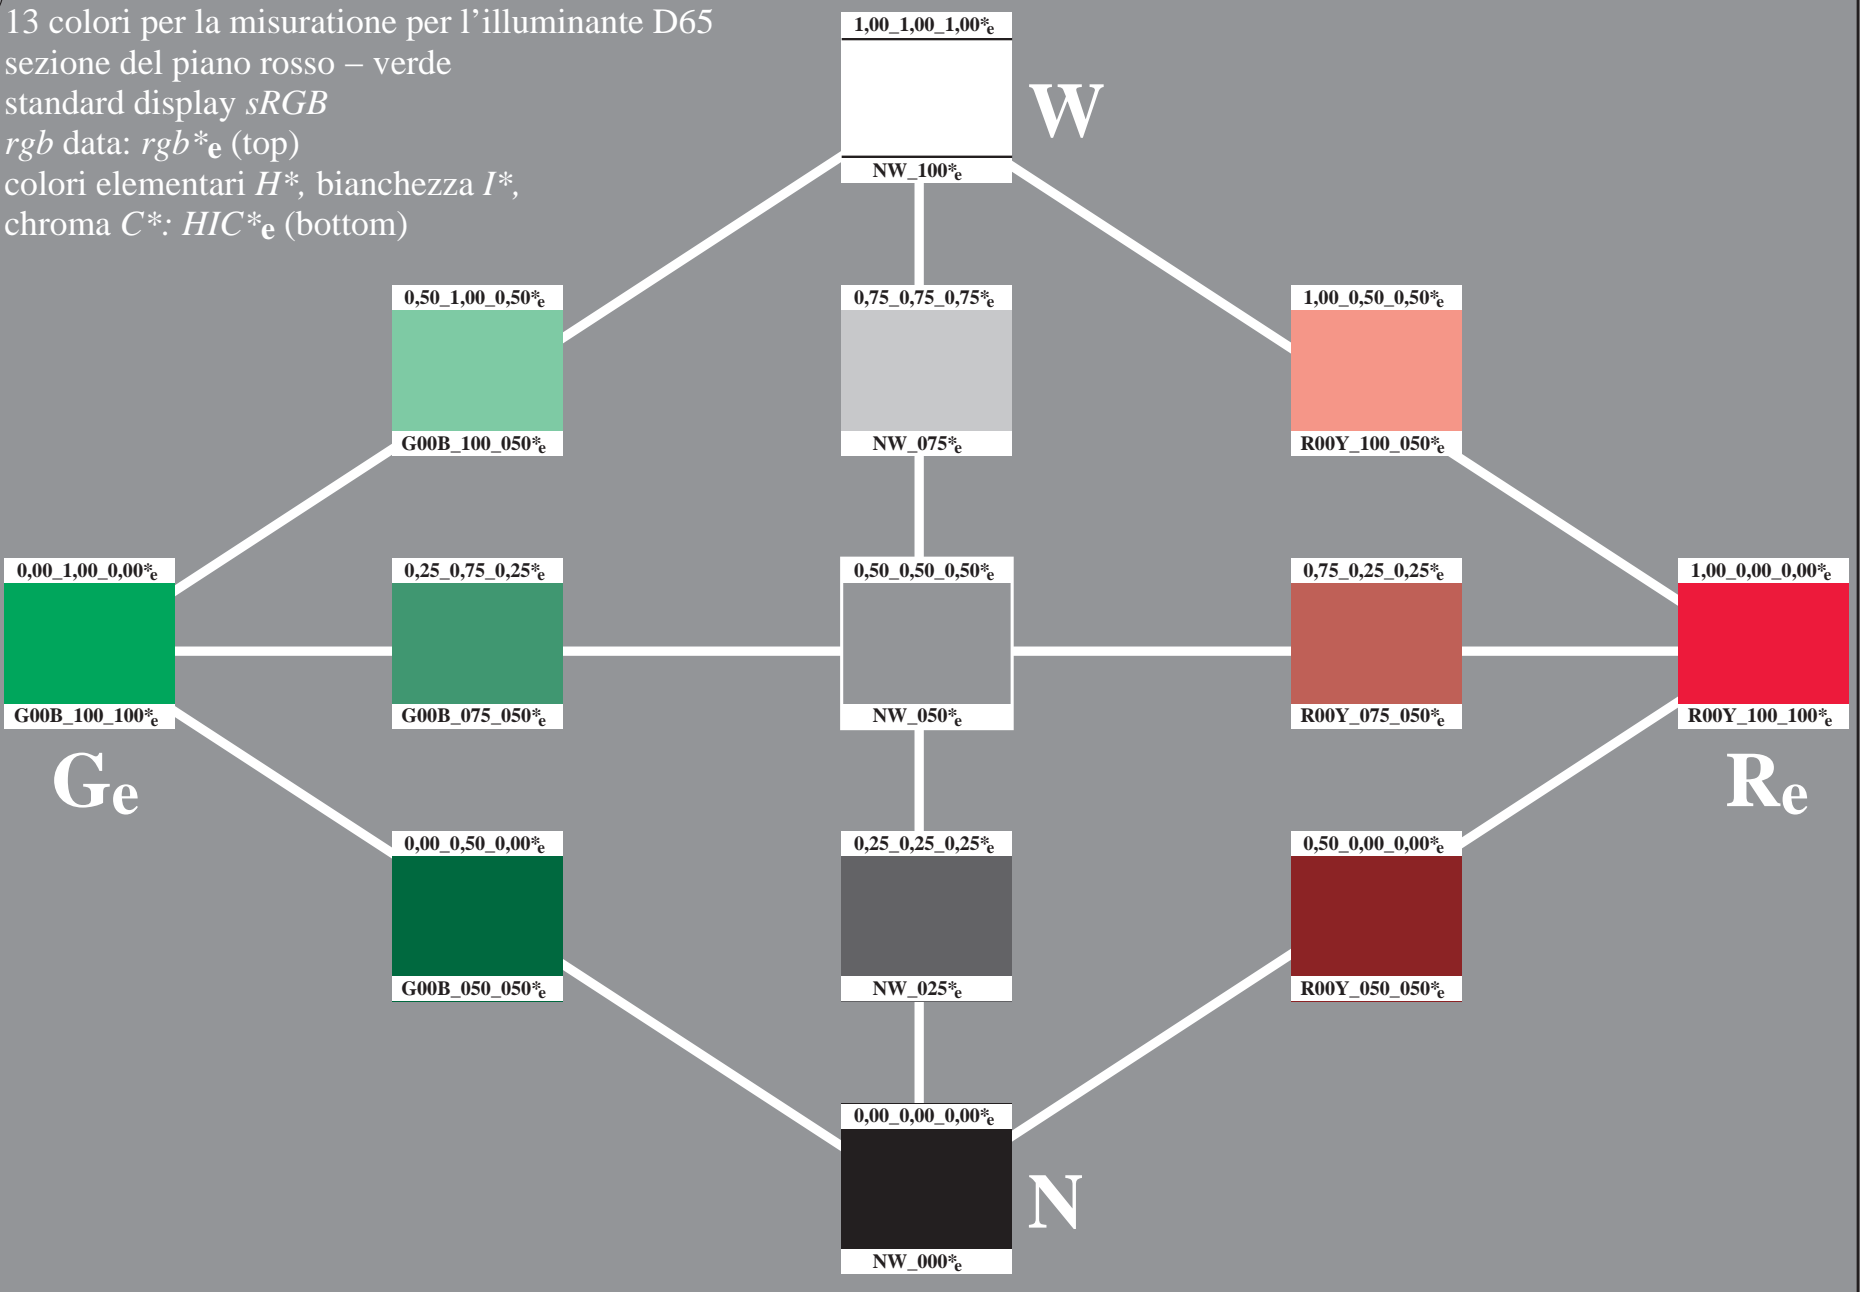 13 colori per la misuratione per l’illuminante D65
sezione del piano rosso – verde
standard display sRGB
rgb data: rgb*e (top)
colori elementari H*, bianchezza I*,
chroma C*: HIC*e (bottom)
1,00_1,00_1,00*e
W
NW_100*e
0,50_1,00_0,50*e
0,75_0,75_0,75*e
1,00_0,50_0,50*e
G00B_100_050*e
NW_075*e
R00Y_100_050*e
0,00_1,00_0,00*e
0,25_0,75_0,25*e
0,50_0,50_0,50*e
0,75_0,25_0,25*e
1,00_0,00_0,00*e
G00B_100_100*e
G00B_075_050*e
NW_050*e
R00Y_075_050*e
R00Y_100_100*e
Ge
Re
0,00_0,50_0,00*e
0,25_0,25_0,25*e
0,50_0,00_0,00*e
G00B_050_050*e
NW_025*e
R00Y_050_050*e
0,00_0,00_0,00*e
N
NW_000*e